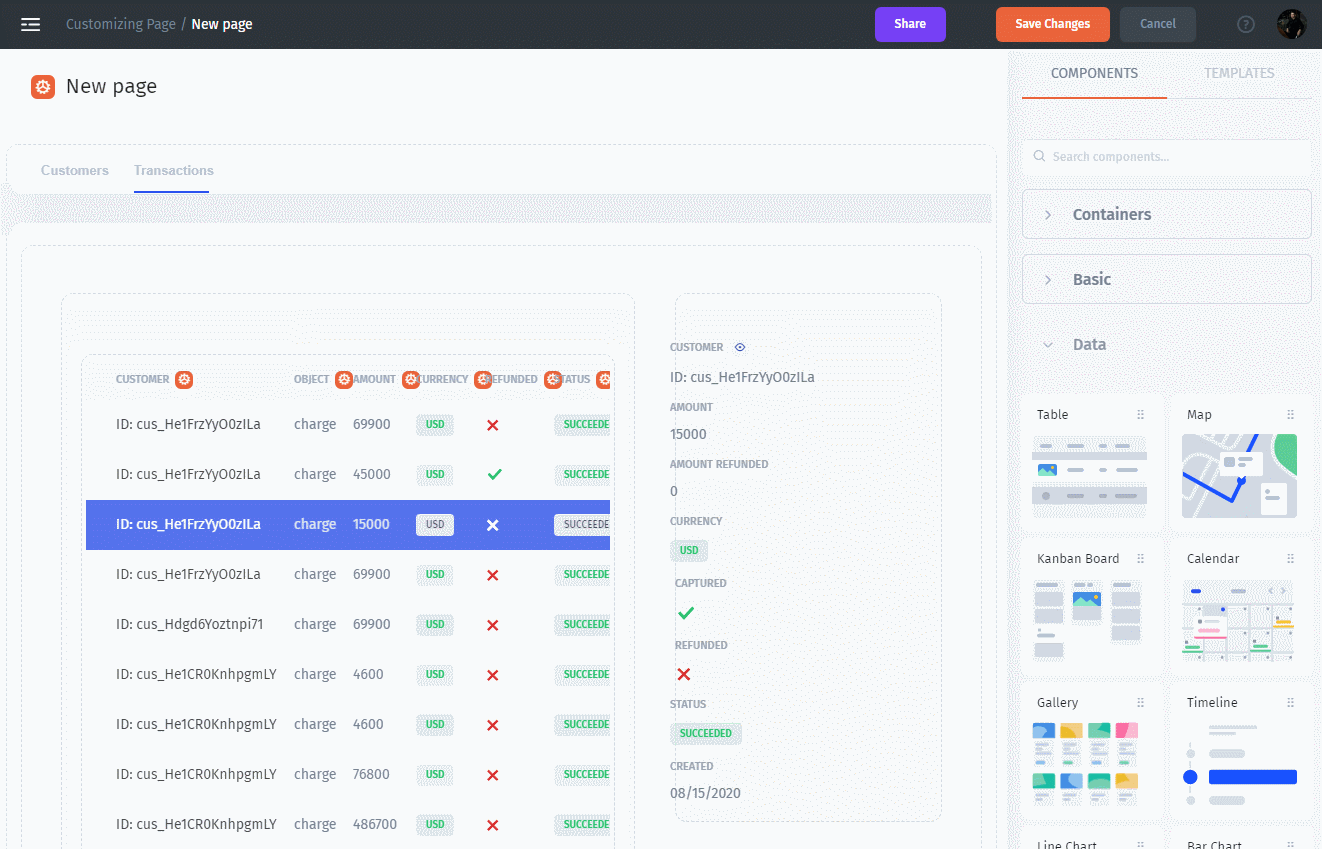 Customizing Page / New page
Share
Save Changes
Cancel
?
New page
Customers
Transactions
CUSTOMER OBJECT AMOUNT CURRENCY REFUNDED STATUS
ID: cus_He1FrzYyO0zILa charge 69900 USD SUCCEEDE
ID: cus_He1FrzYyO0zILa charge 45000 USD SUCCEEDE
ID: cus_He1FrzYyO0zILa charge 15000 USD SUCCEEDE
ID: cus_He1FrzYyO0zILa charge 69900 USD SUCCEEDE
ID: cus_Hdgd6Yoztnpi71 charge 69900 USD SUCCEEDE
ID: cus_He1CR0KnhpgmLY charge 4600 USD SUCCEEDE
ID: cus_He1CR0KnhpgmLY charge 4600 USD SUCCEEDE
ID: cus_He1CR0KnhpgmLY charge 76800 USD SUCCEEDE
ID: cus_He1CR0KnhpgmLY charge 486700 USD SUCCEEDE
CUSTOMER
ID: cus_He1FrzYyO0zILa
AMOUNT
15000
AMOUNT REFUNDED
0
CURRENCY
USD
CAPTURED
REFUNDED
STATUS
SUCCEEDED
CREATED
08/15/2020
COMPONENTS
TEMPLATES
Search components...
Containers
Basic
Data
Table
Map
Kanban Board
Calendar
Gallery
Timeline
Line Chart
Bar Chart